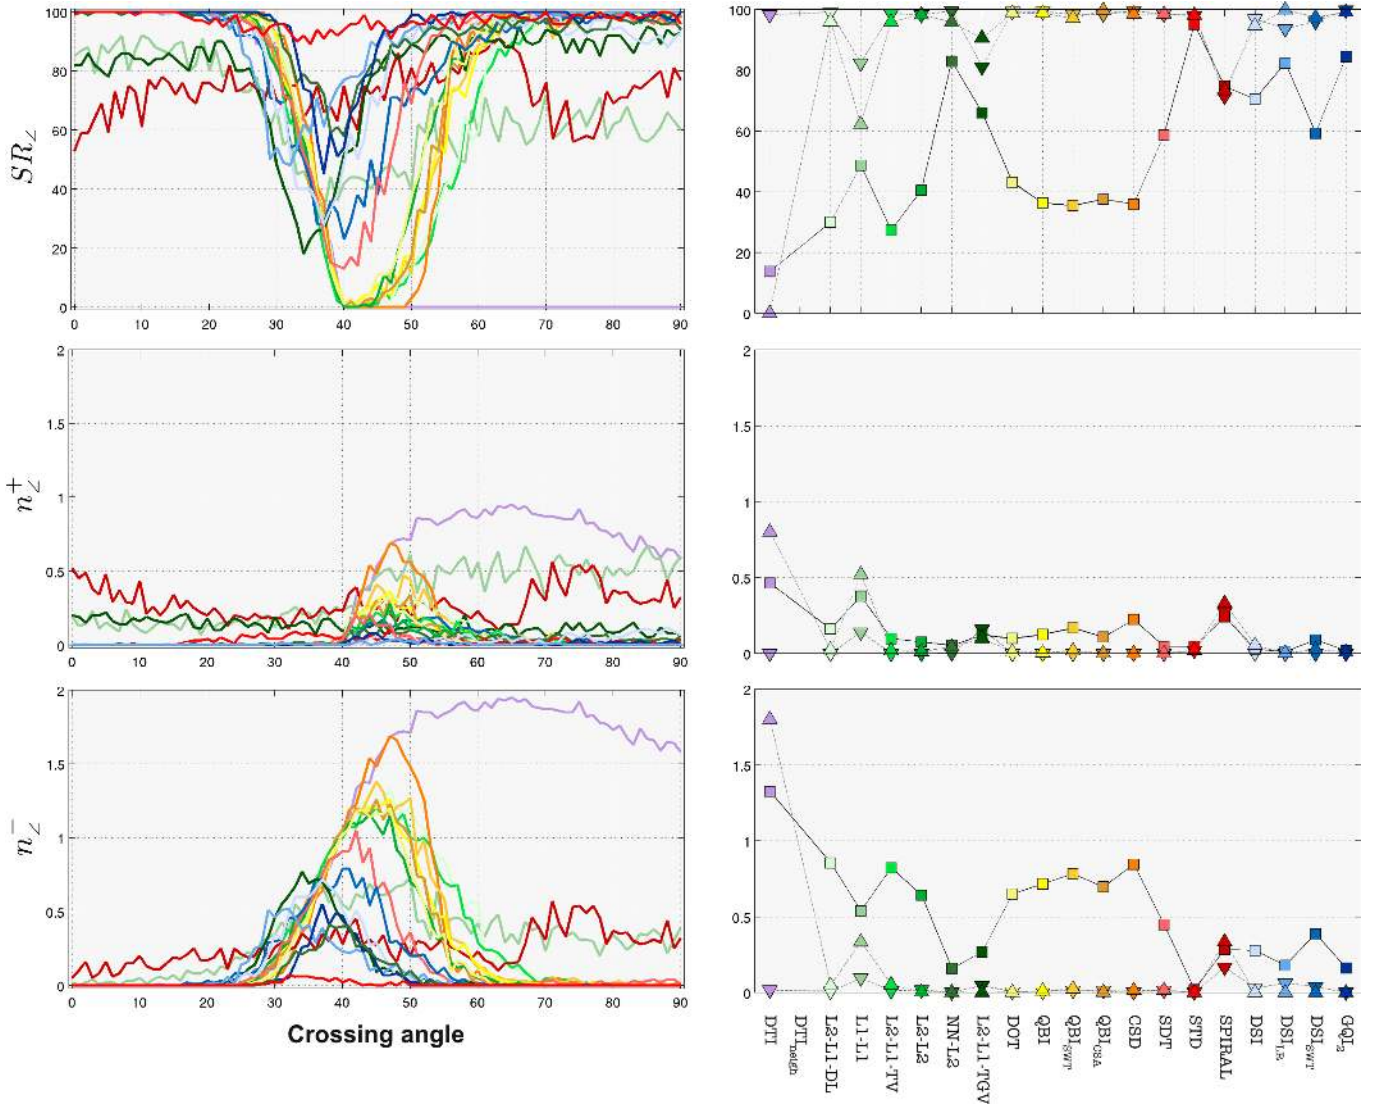 100
80
60
40
20
0
SR∠
0 10 20 30 40 50 60 70 80 90
100
80
60
40
20
0
2
1.5
1
0.5
0
n∠+
0 10 20 30 40 50 60 70 80 90
2
1.5
1
0.5
0
2
1.5
1
0.5
0
n∠−
0 10 20 30 40 50 60 70 80 90
Crossing angle
2
1.5
1
0.5
0
DTI
DTIneigh
L2-L1-DL
L1-L1
L2-L1-TV
L2-L2
NN-L2
L2-L1-TGV
DOT
QBI
QBISWT
QBICSA
CSD
SDT
STD
SPIRAL
DSI
DSILR
DSISWT
GQI2